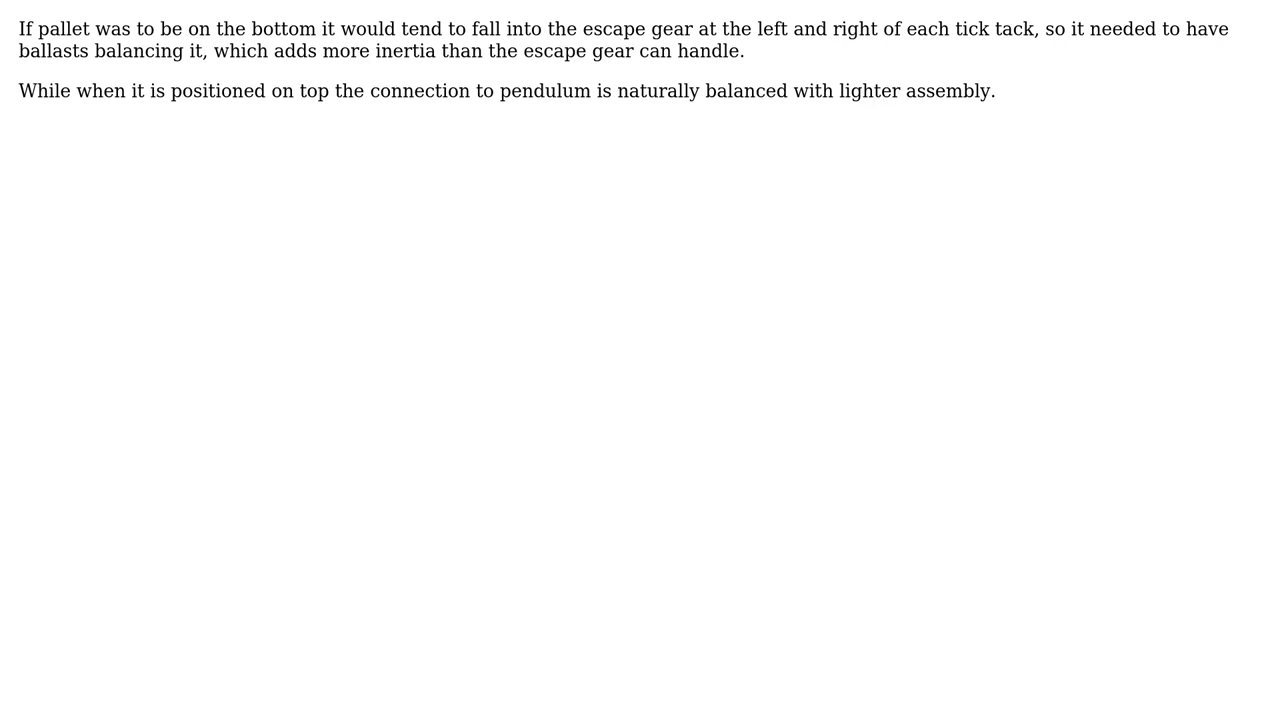 If pallet was to be on the bottom it would tend to fall into the escape gear at the left and right of each tick tack, so it needed to have
ballasts balancing it, which adds more inertia than the escape gear can handle.
While when it is positioned on top the connection to pendulum is naturally balanced with lighter assembly.